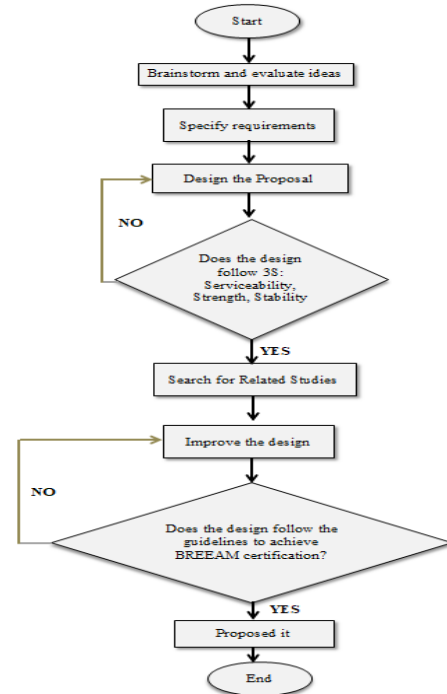 Start
Brainstorm and evaluate ideas
Specify requirements
Design the Proposal
NO
Does the design
follow 3S:
Serviceability,
Strength, Stability
YES
Search for Related Studies
Improve the design
NO
Does the design follow the
guidelines to achieve
BREEAM certification?
YES
Proposed it
End